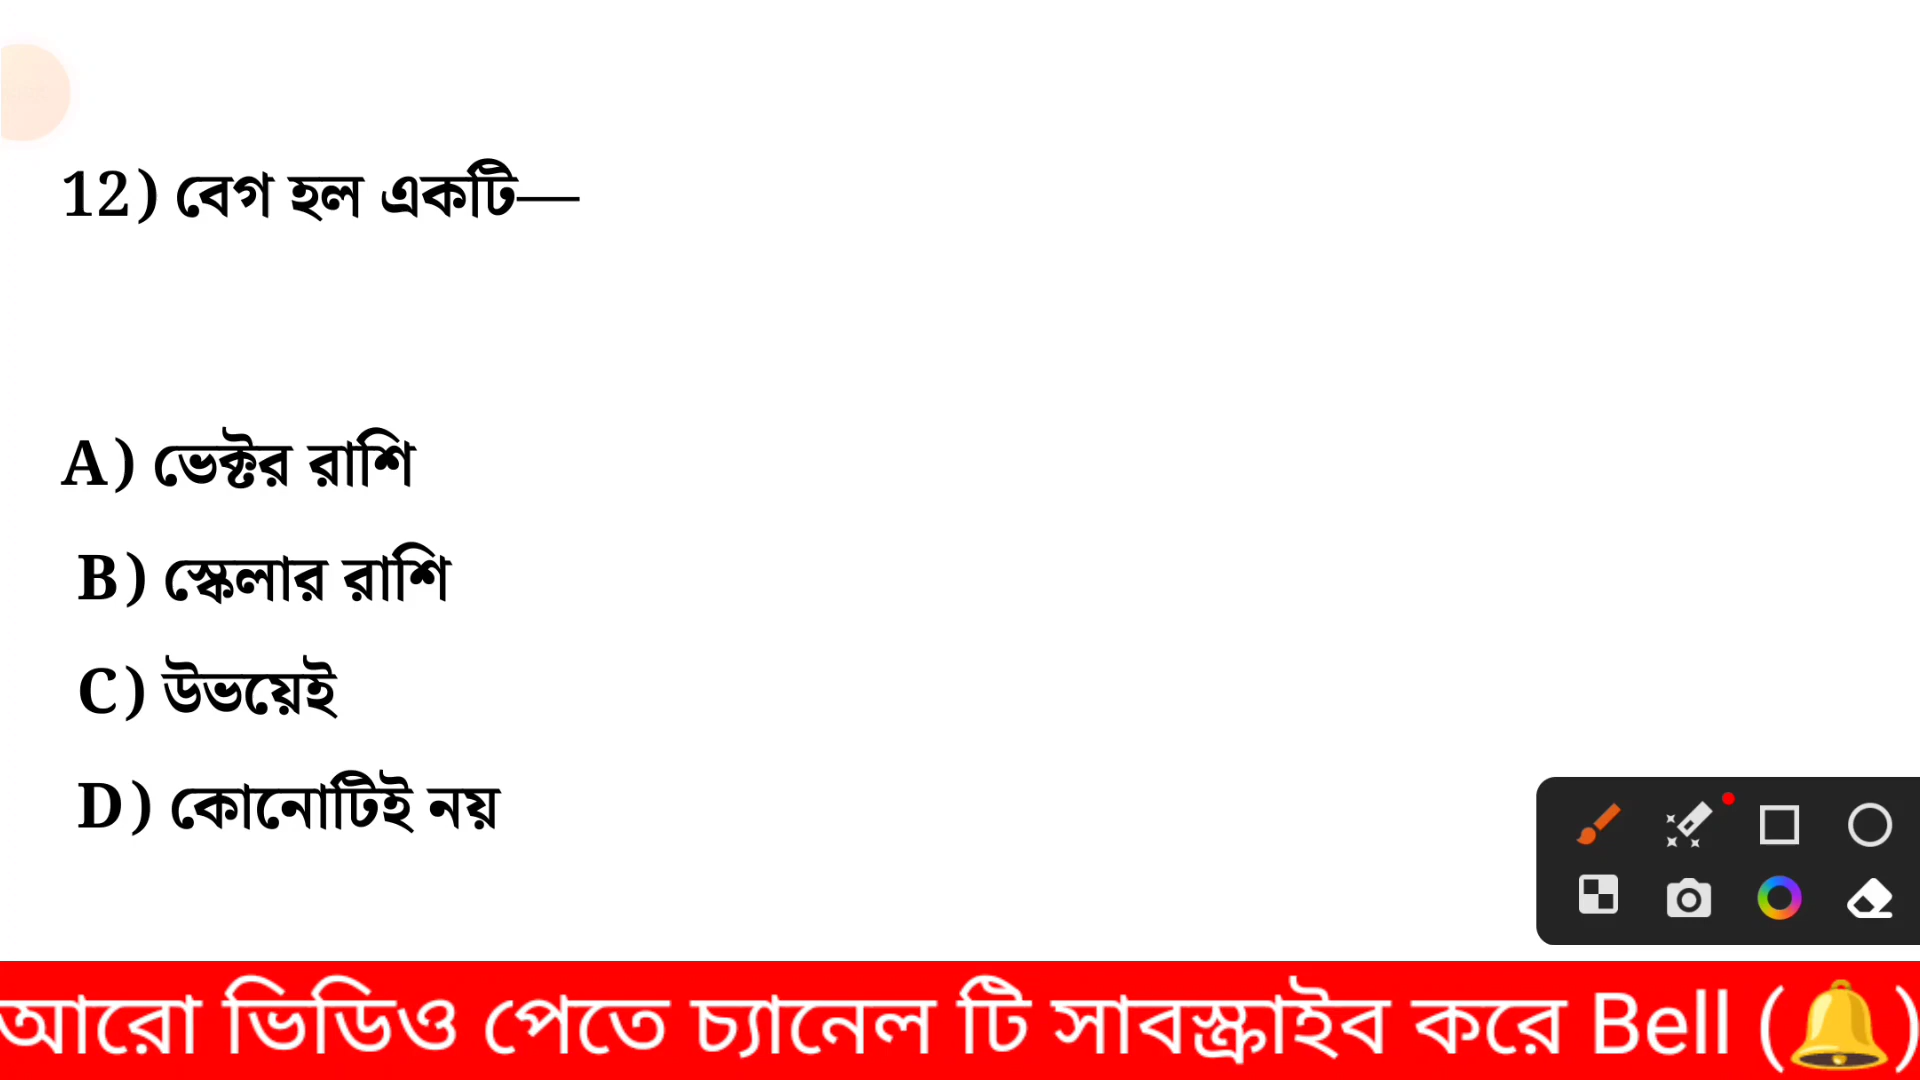 12) বেগ হল একটি—
A) ভেক্টর রাশি
B) স্কেলার রাশি
C) উভয়েই
D) কোনোটিই নয়
আরো ভিডিও পেতে চ্যানেল টি সাবস্ক্রাইব করে Bell (🔔)